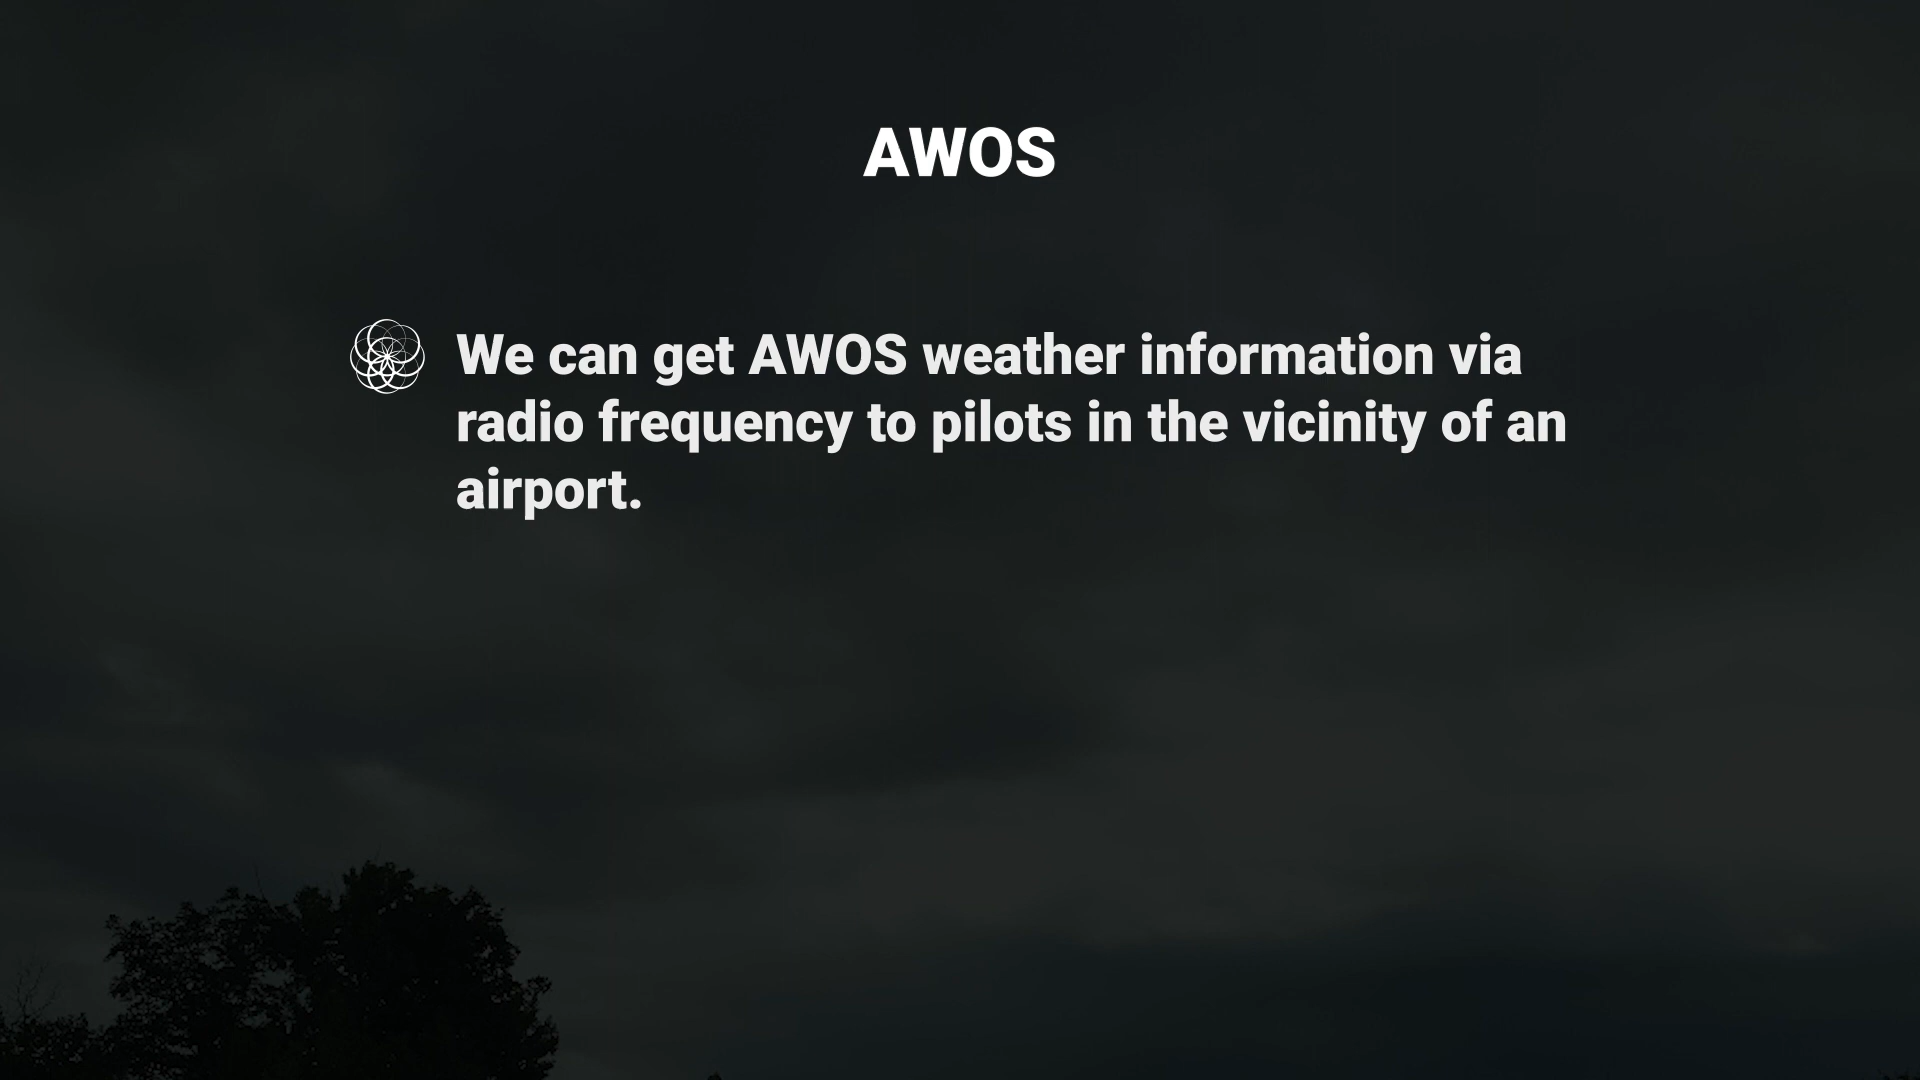 AWOS
We can get AWOS weather information via
radio frequency to pilots in the vicinity of an
airport.